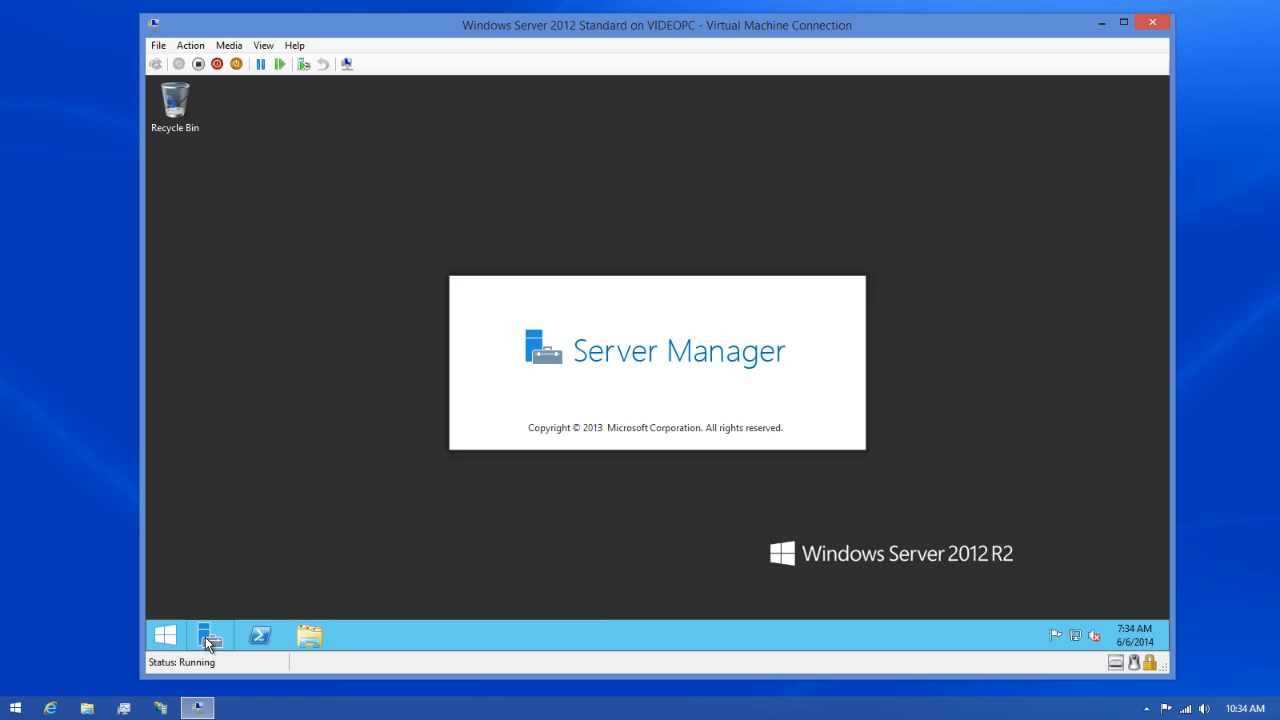 Windows Server 2012 Standard on VIDEOPC - Virtual Machine Connection
File Action Media View Help
Recycle Bin
Server Manager
Copyright © 2013 Microsoft Corporation. All rights reserved.
Windows Server 2012 R2
7:34 AM
6/6/2014
Status: Running
10:34 AM